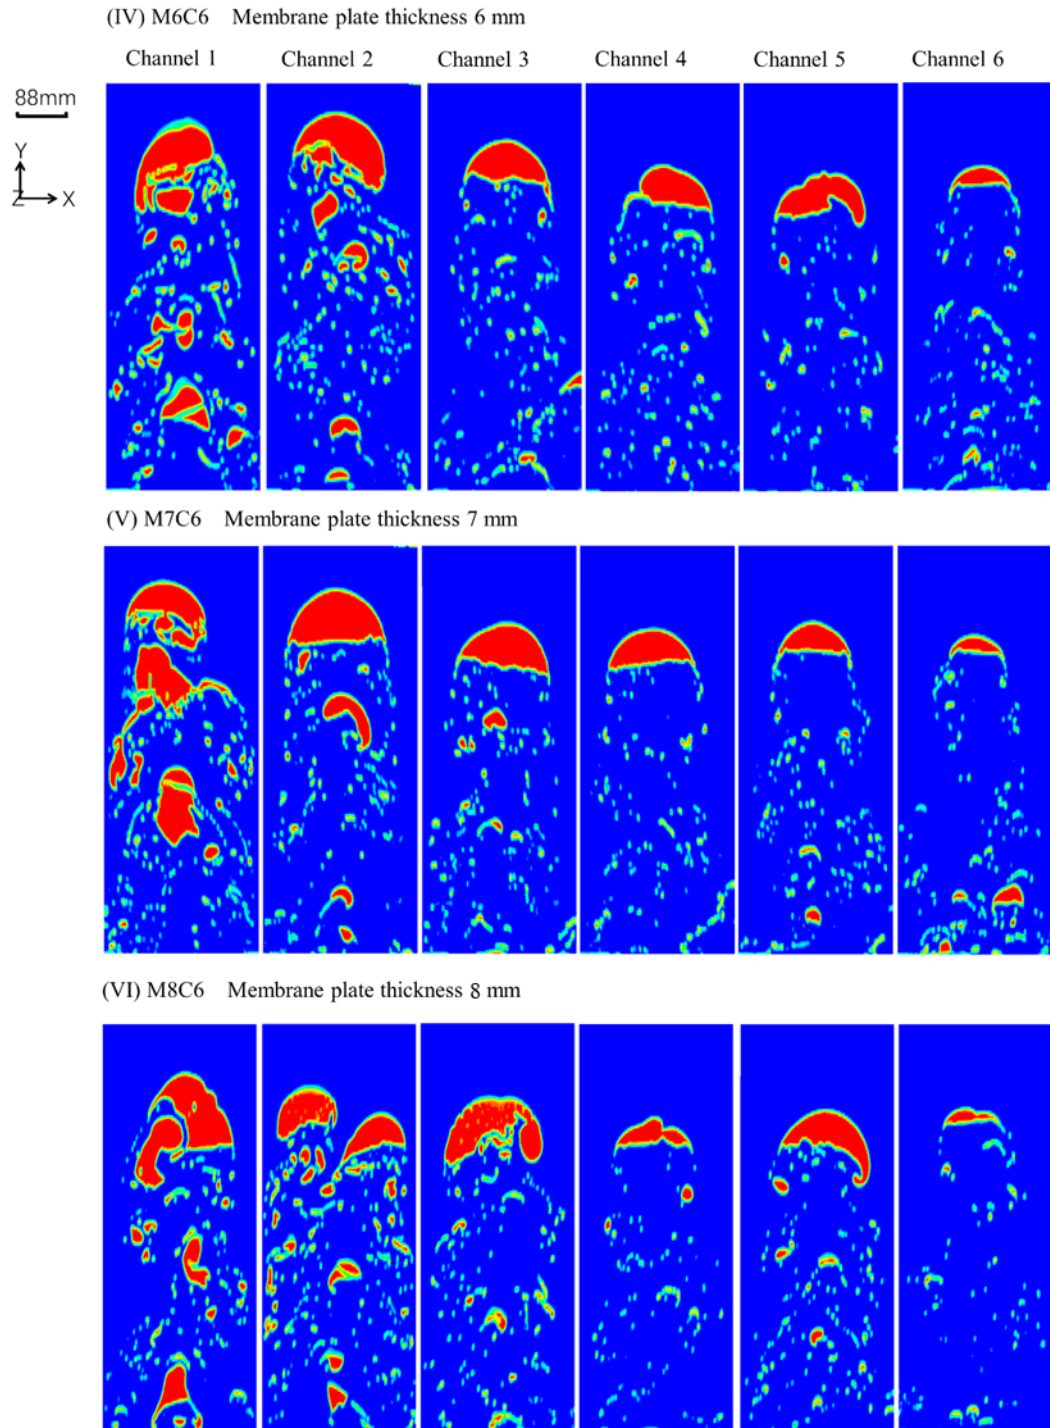 (IV) M6C6 Membrane plate thickness 6 mm
Channel 1 Channel 2 Channel 3 Channel 4 Channel 5 Channel 6
88mm
Y
Z X
(V) M7C6 Membrane plate thickness 7 mm
(VI) M8C6 Membrane plate thickness 8 mm